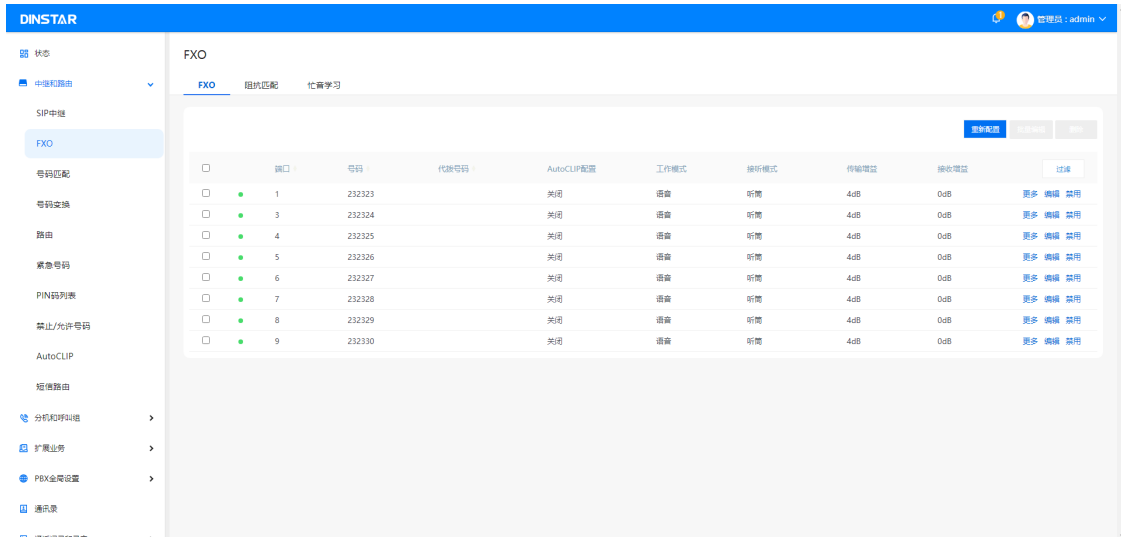 DINSTAR
管理员 : admin
状态
中继和路由
SIP中继
FXO
号码匹配
号码变换
路由
紧急号码
PIN码列表
禁止/允许号码
AutoCLIP
短信路由
分机和呼叫组
扩展业务
PBX全局设置
通讯录
FXO
FXO 阻抗匹配 忙音学习
重新配置
端口 号码 代拨号码 AutoCLIP配置 工作模式 接听模式 传输增益 接收增益 过滤
1 232323 关闭 语音 听筒 4dB 0dB 更多 编辑 禁用
3 232324 关闭 语音 听筒 4dB 0dB 更多 编辑 禁用
4 232325 关闭 语音 听筒 4dB 0dB 更多 编辑 禁用
5 232326 关闭 语音 听筒 4dB 0dB 更多 编辑 禁用
6 232327 关闭 语音 听筒 4dB 0dB 更多 编辑 禁用
7 232328 关闭 语音 听筒 4dB 0dB 更多 编辑 禁用
8 232329 关闭 语音 听筒 4dB 0dB 更多 编辑 禁用
9 232330 关闭 语音 听筒 4dB 0dB 更多 编辑 禁用